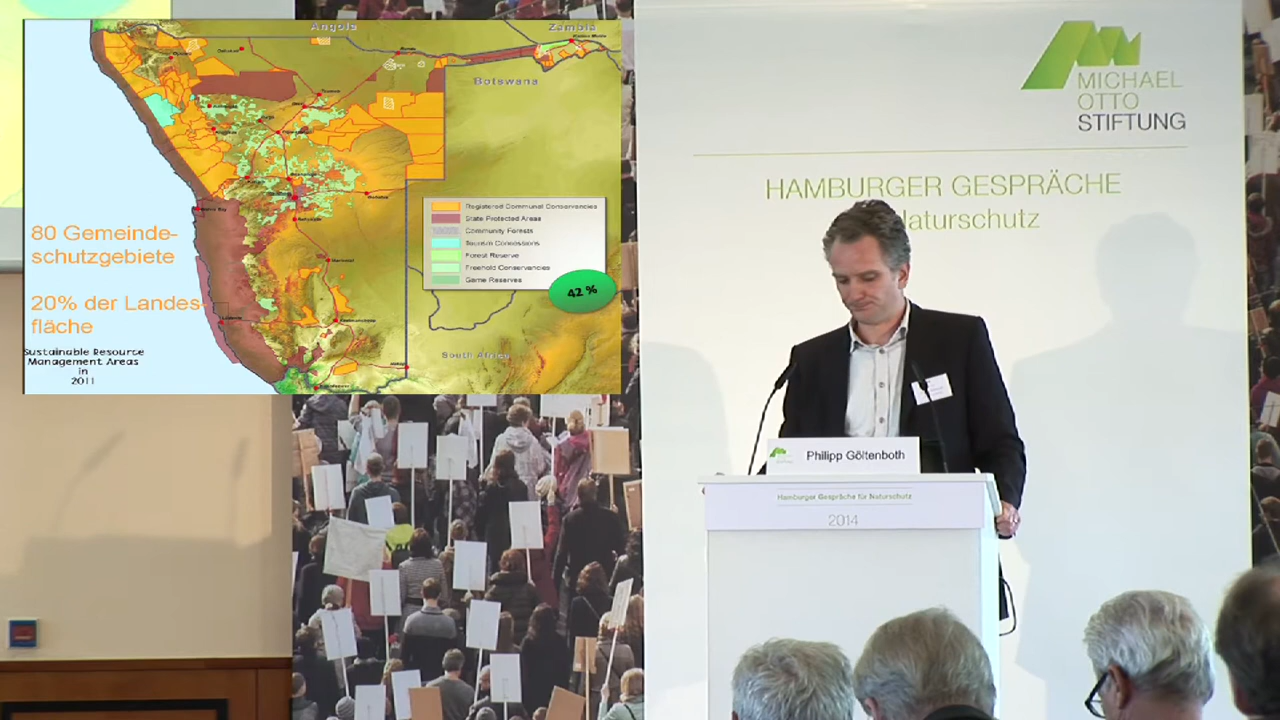 Angola
Zambia
Botswana
80 Gemeinde-
schutzgebiete
20% der Landes-
fläche
Sustainable Resource
Management Areas
in
2011
Registered Communal Conservancies
State Protected Areas
Community Forests
Tourism Concessions
Forest Reserve
Freehold Conservancies
Game Reserves
42 %
South Africa
MICHAEL
OTTO
STIFTUNG
HAMBURGER GESPRÄCHE
Naturschutz
Philipp Göltenboth
Hamburger Gespräche für Naturschutz
2014